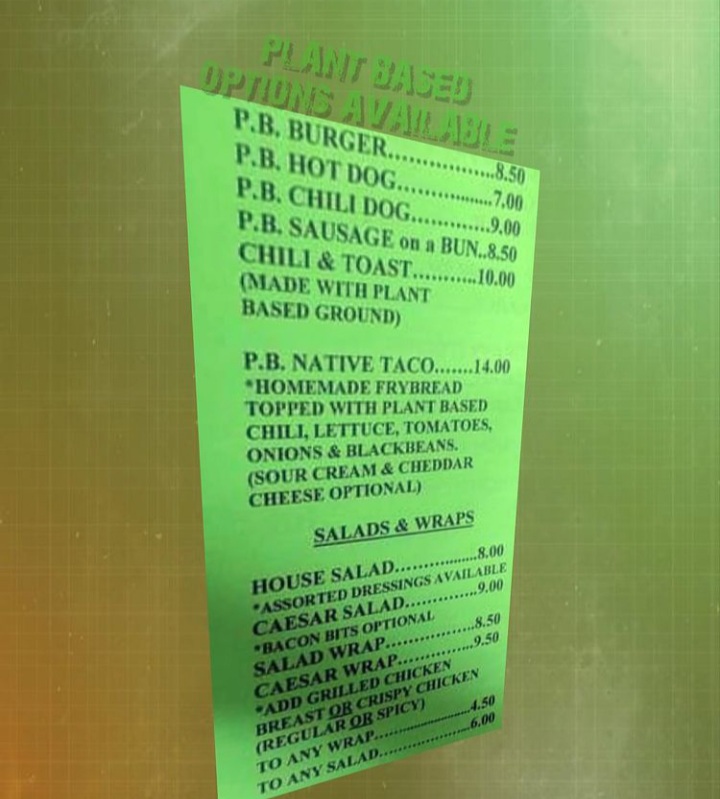 PLANT BASED
OPTIONS AVAILABLE
P.B. BURGER..................8.50
P.B. HOT DOG.................7.00
P.B. CHILI DOG.............9.00
P.B. SAUSAGE on a BUN..8.50
CHILI & TOAST...........10.00
(MADE WITH PLANT
BASED GROUND)
P.B. NATIVE TACO.......14.00
*HOMEMADE FRYBREAD
TOPPED WITH PLANT BASED
CHILI, LETTUCE, TOMATOES,
ONIONS & BLACKBEANS.
(SOUR CREAM & CHEDDAR
CHEESE OPTIONAL)
SALADS & WRAPS
HOUSE SALAD.................8.00
*ASSORTED DRESSINGS AVAILABLE
CAESAR SALAD..............9.00
*BACON BITS OPTIONAL
SALAD WRAP.................8.50
CAESAR WRAP...............9.50
*ADD GRILLED CHICKEN
BREAST OR CRISPY CHICKEN
(REGULAR OR SPICY)
TO ANY WRAP......................4.50
TO ANY SALAD...................6.00